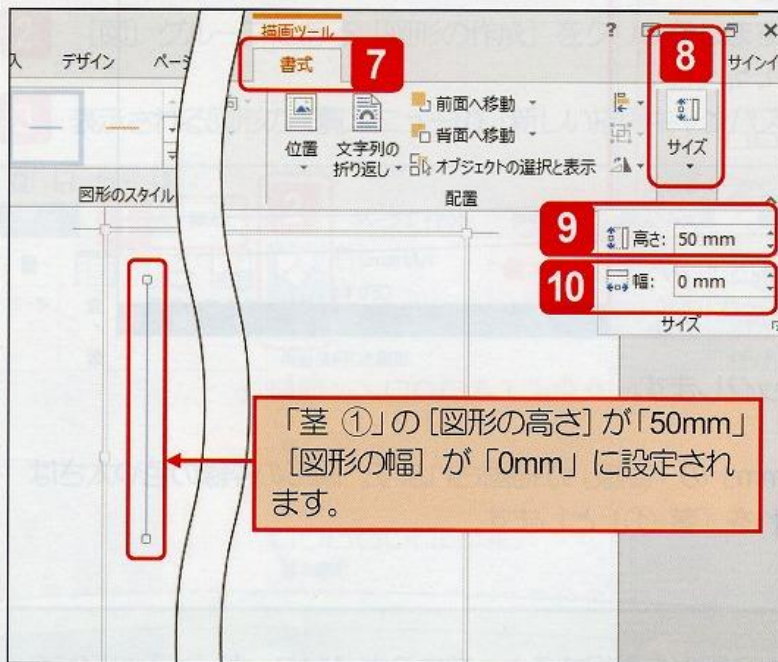 描画ツール
?
入 デザイン ペー
書式
7
8
サインイ
向
位置
文字列の
折り返し
前面へ移動
背面へ移動
オブジェクトの選択と表示
サイズ
図形のスタイル
配置
9
高さ: 50 mm
10
幅: 0 mm
サイズ
「茎 ①」の [図形の高さ] が「50mm」
[図形の幅] が「0mm」に設定され
ます。